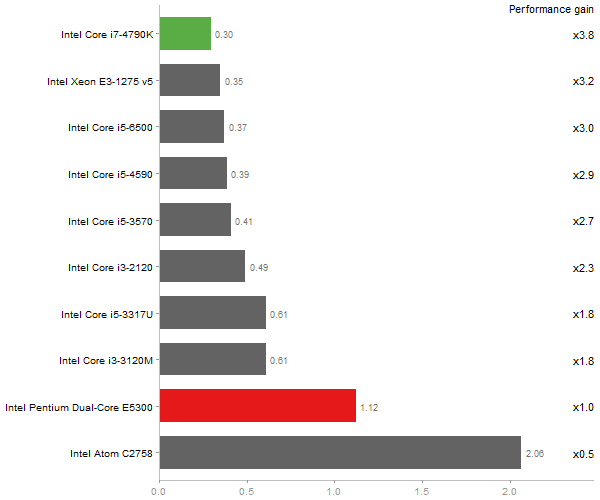 Performance gain
Intel Core i7-4790K 0.30 x3.8
Intel Xeon E3-1275 v5 0.35 x3.2
Intel Core i5-6500 0.37 x3.0
Intel Core i5-4590 0.39 x2.9
Intel Core i5-3570 0.41 x2.7
Intel Core i3-2120 0.49 x2.3
Intel Core i5-3317U 0.61 x1.8
Intel Core i3-3120M 0.61 x1.8
Intel Pentium Dual-Core E5300 1.12 x1.0
Intel Atom C2758 2.06 x0.5
0.0 0.5 1.0 1.5 2.0